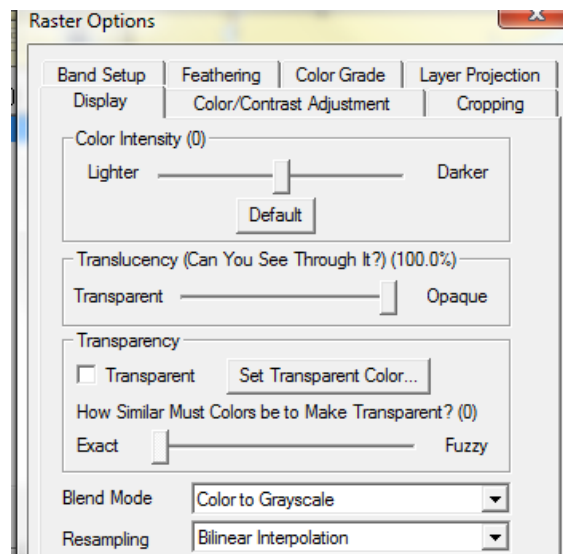 Raster Options
Band Setup Feathering Color Grade Layer Projection
Display Color/Contrast Adjustment Cropping
Color Intensity (0)
Lighter Darker
Default
Translucency (Can You See Through It?) (100.0%)
Transparent Opaque
Transparency
Transparent Set Transparent Color...
How Similar Must Colors be to Make Transparent? (0)
Exact Fuzzy
Blend Mode Color to Grayscale
Resampling Bilinear Interpolation